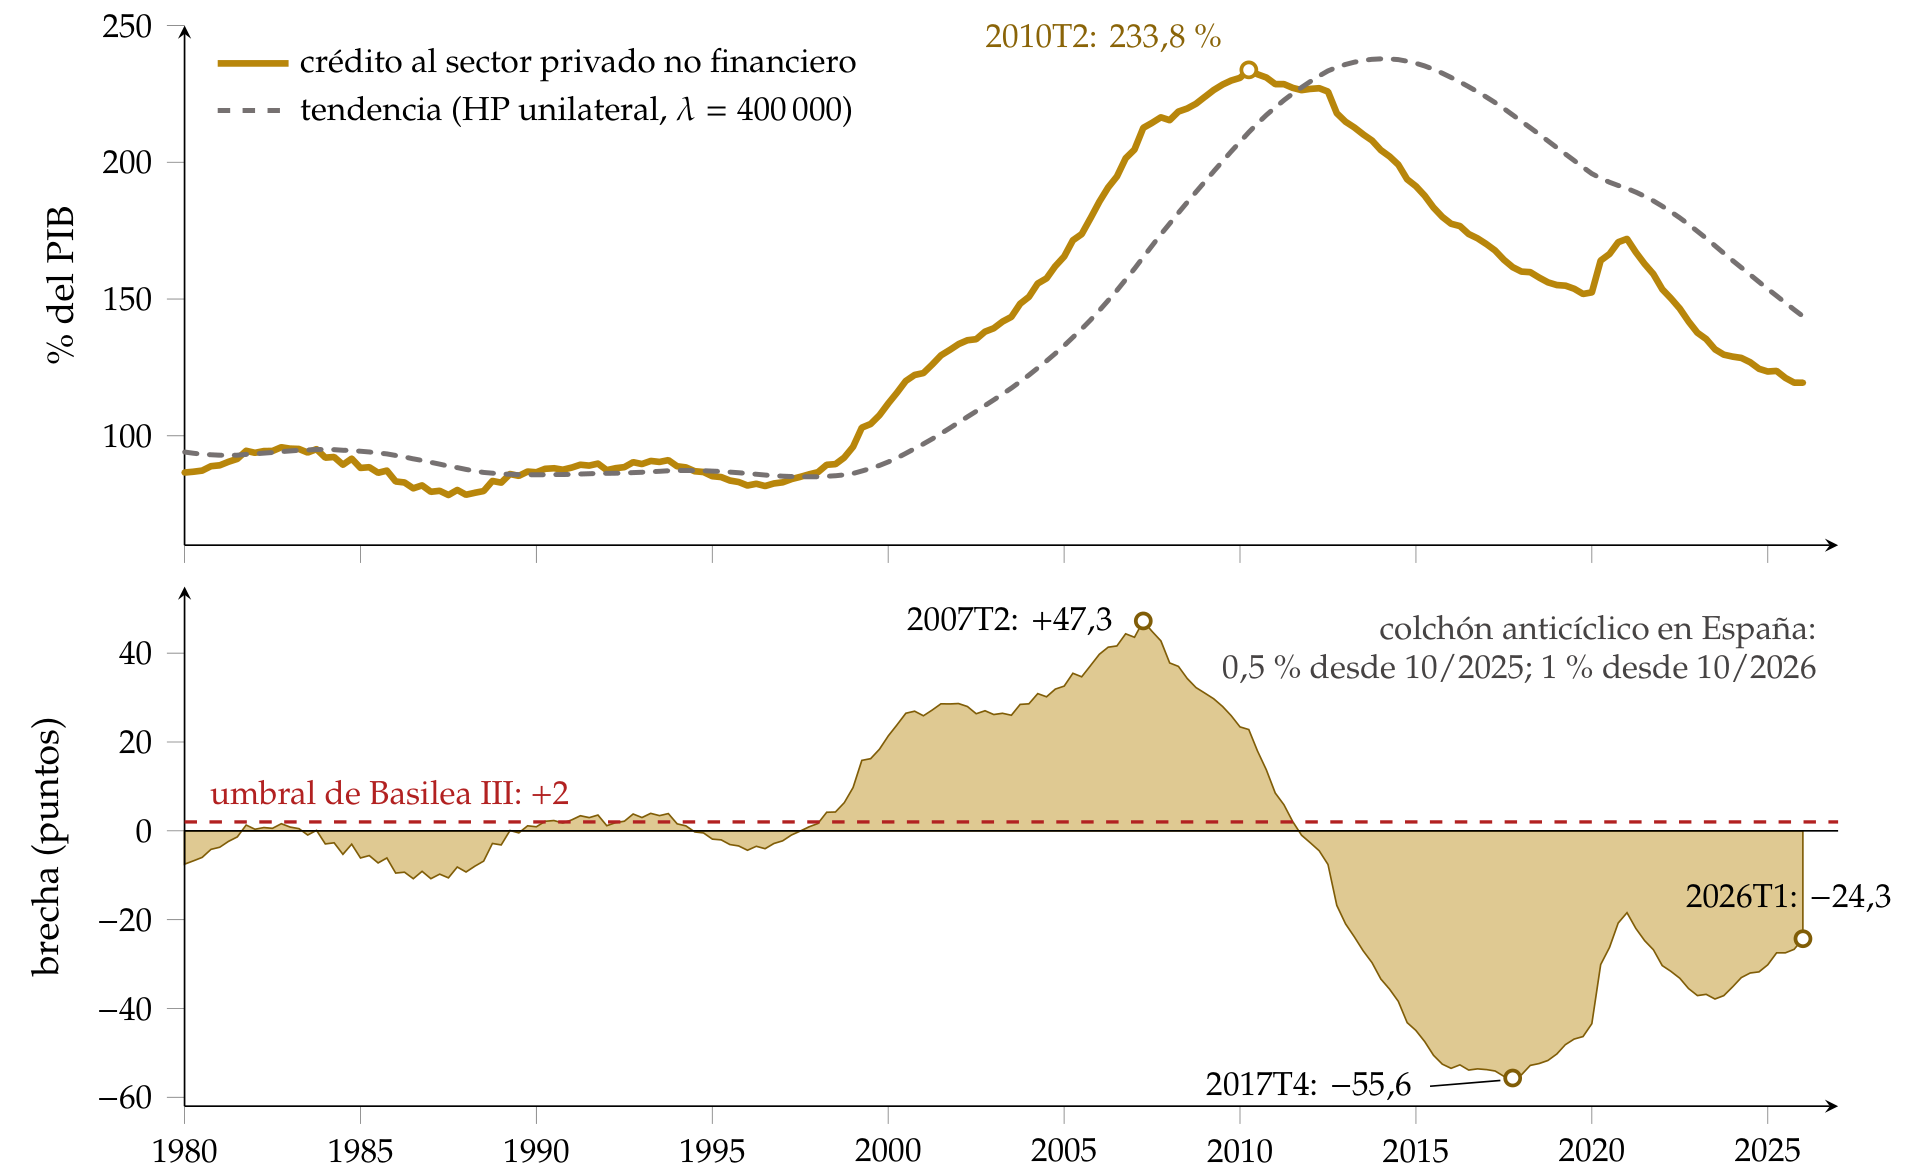 2010T2: 233,8 %
crédito al sector privado no financiero
tendencia (HP unilateral, λ = 400 000)
% del PIB
250
200
150
100
2007T2: +47,3
colchón anticíclico en España:
0,5 % desde 10/2025; 1 % desde 10/2026
umbral de Basilea III: +2
2026T1: −24,3
2017T4: −55,6
brecha (puntos)
40
20
0
−20
−40
−60
1980 1985 1990 1995 2000 2005 2010 2015 2020 2025